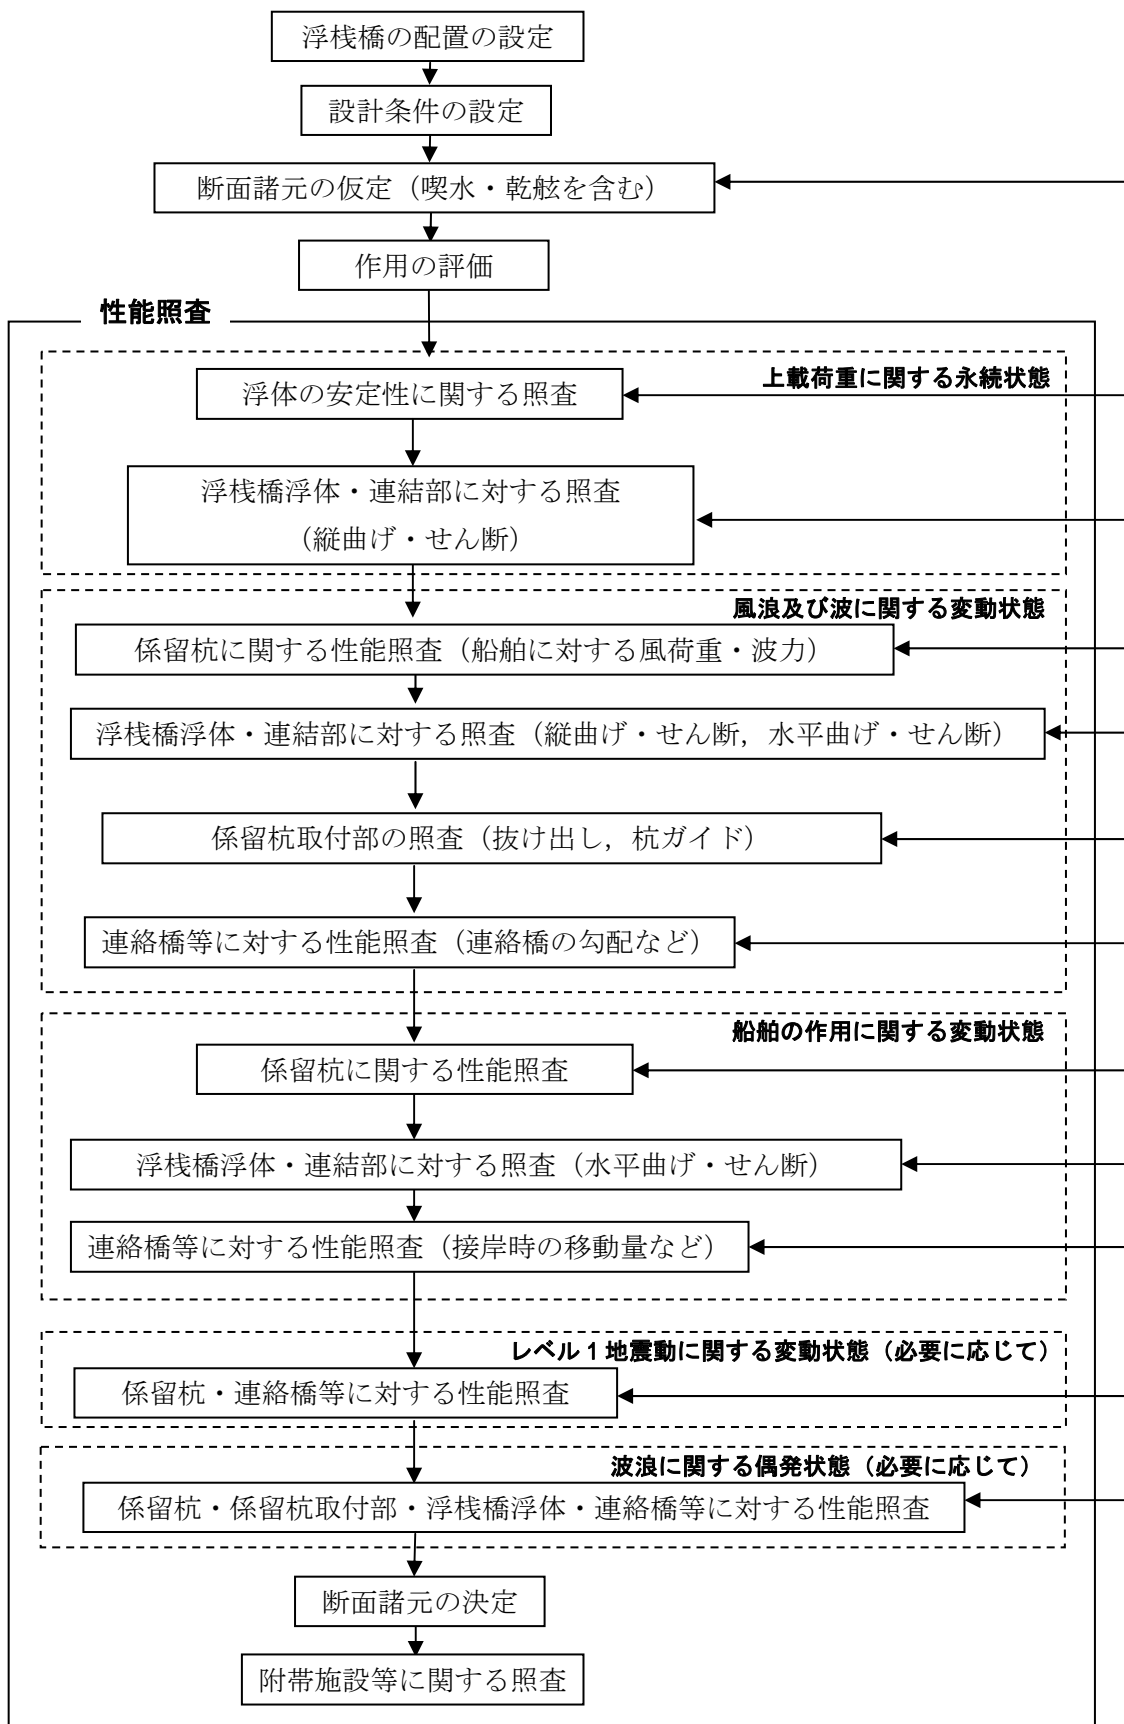 浮桟橋の配置の設定
設計条件の設定
断面諸元の仮定（喫水・乾舷を含む）
作用の評価
性能照査
上載荷重に関する永続状態
浮体の安定性に関する照査
浮桟橋浮体・連結部に対する照査
（縦曲げ・せん断）
風浪及び波に関する変動状態
係留杭に関する性能照査（船舶に対する風荷重・波力）
浮桟橋浮体・連結部に対する照査（縦曲げ・せん断，水平曲げ・せん断）
係留杭取付部の照査（抜け出し，杭ガイド）
連絡橋等に対する性能照査（連絡橋の勾配など）
船舶の作用に関する変動状態
係留杭に関する性能照査
浮桟橋浮体・連結部に対する照査（水平曲げ・せん断）
連絡橋等に対する性能照査（接岸時の移動量など）
レベル１地震動に関する変動状態（必要に応じて）
係留杭・連絡橋等に対する性能照査
波浪に関する偶発状態（必要に応じて）
係留杭・係留杭取付部・浮桟橋浮体・連絡橋等に対する性能照査
断面諸元の決定
附帯施設等に関する照査